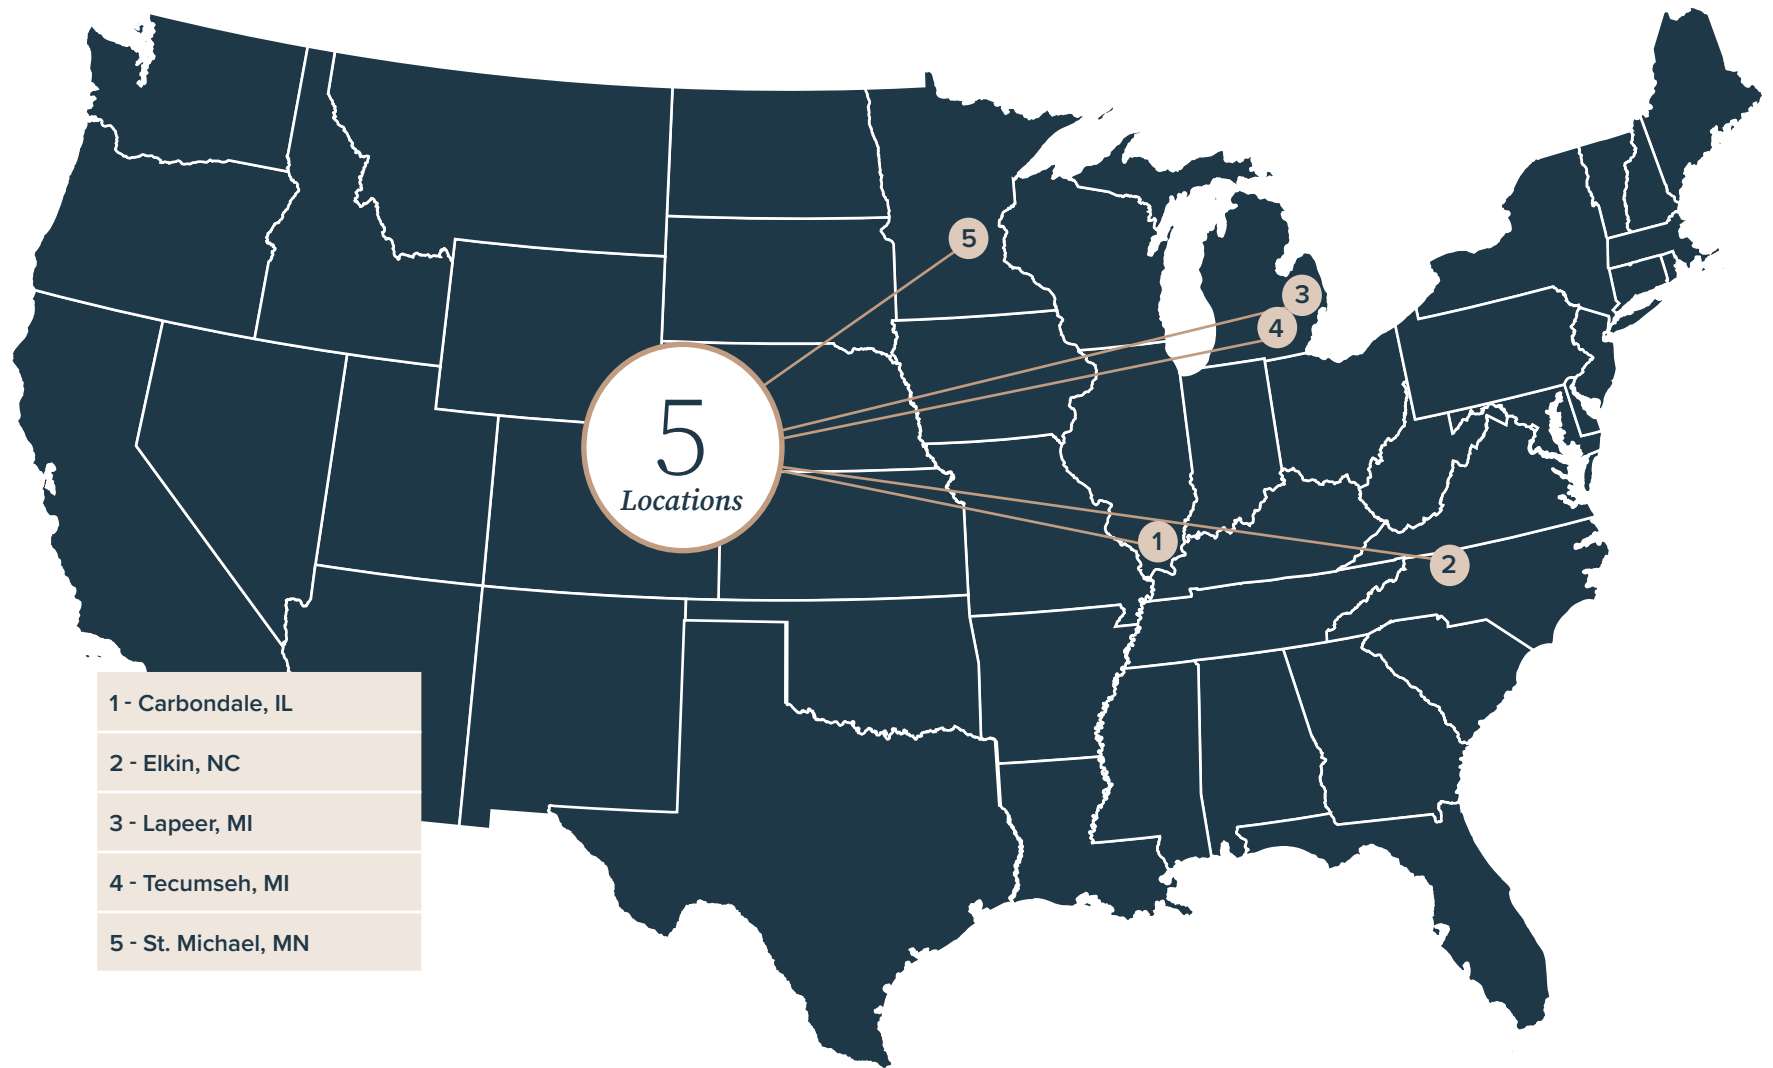 5
3
4
5
Locations
1
2
1 - Carbondale, IL
2 - Elkin, NC
3 - Lapeer, MI
4 - Tecumseh, MI
5 - St. Michael, MN